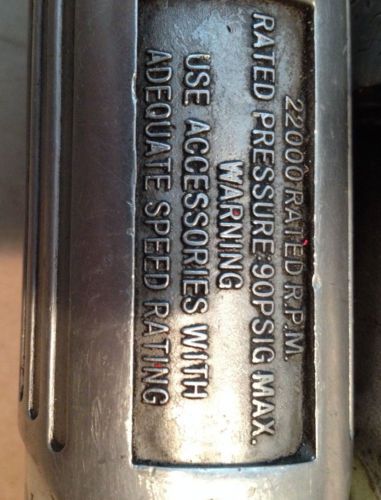 22000 RATED R.P.M.
RATED PRESSURE:90PSIG MAX.
WARNING
USE ACCESSORIES WITH
ADEQUATE SPEED RATING